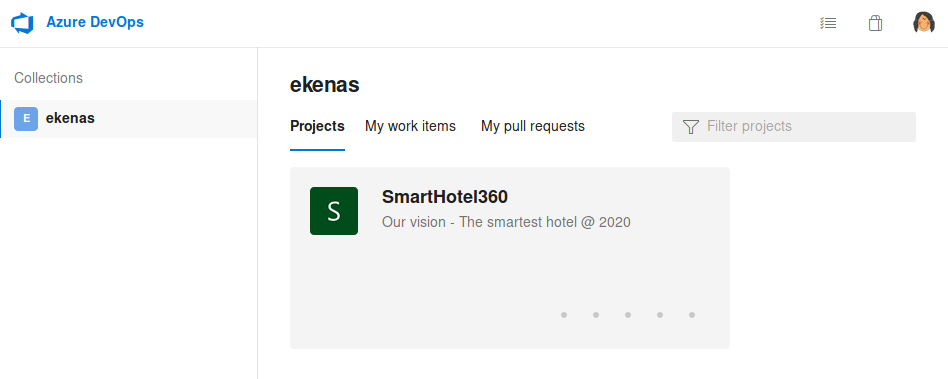 Azure DevOps
Collections
E ekenas
ekenas
Projects My work items My pull requests Filter projects
S
SmartHotel360
Our vision - The smartest hotel @ 2020